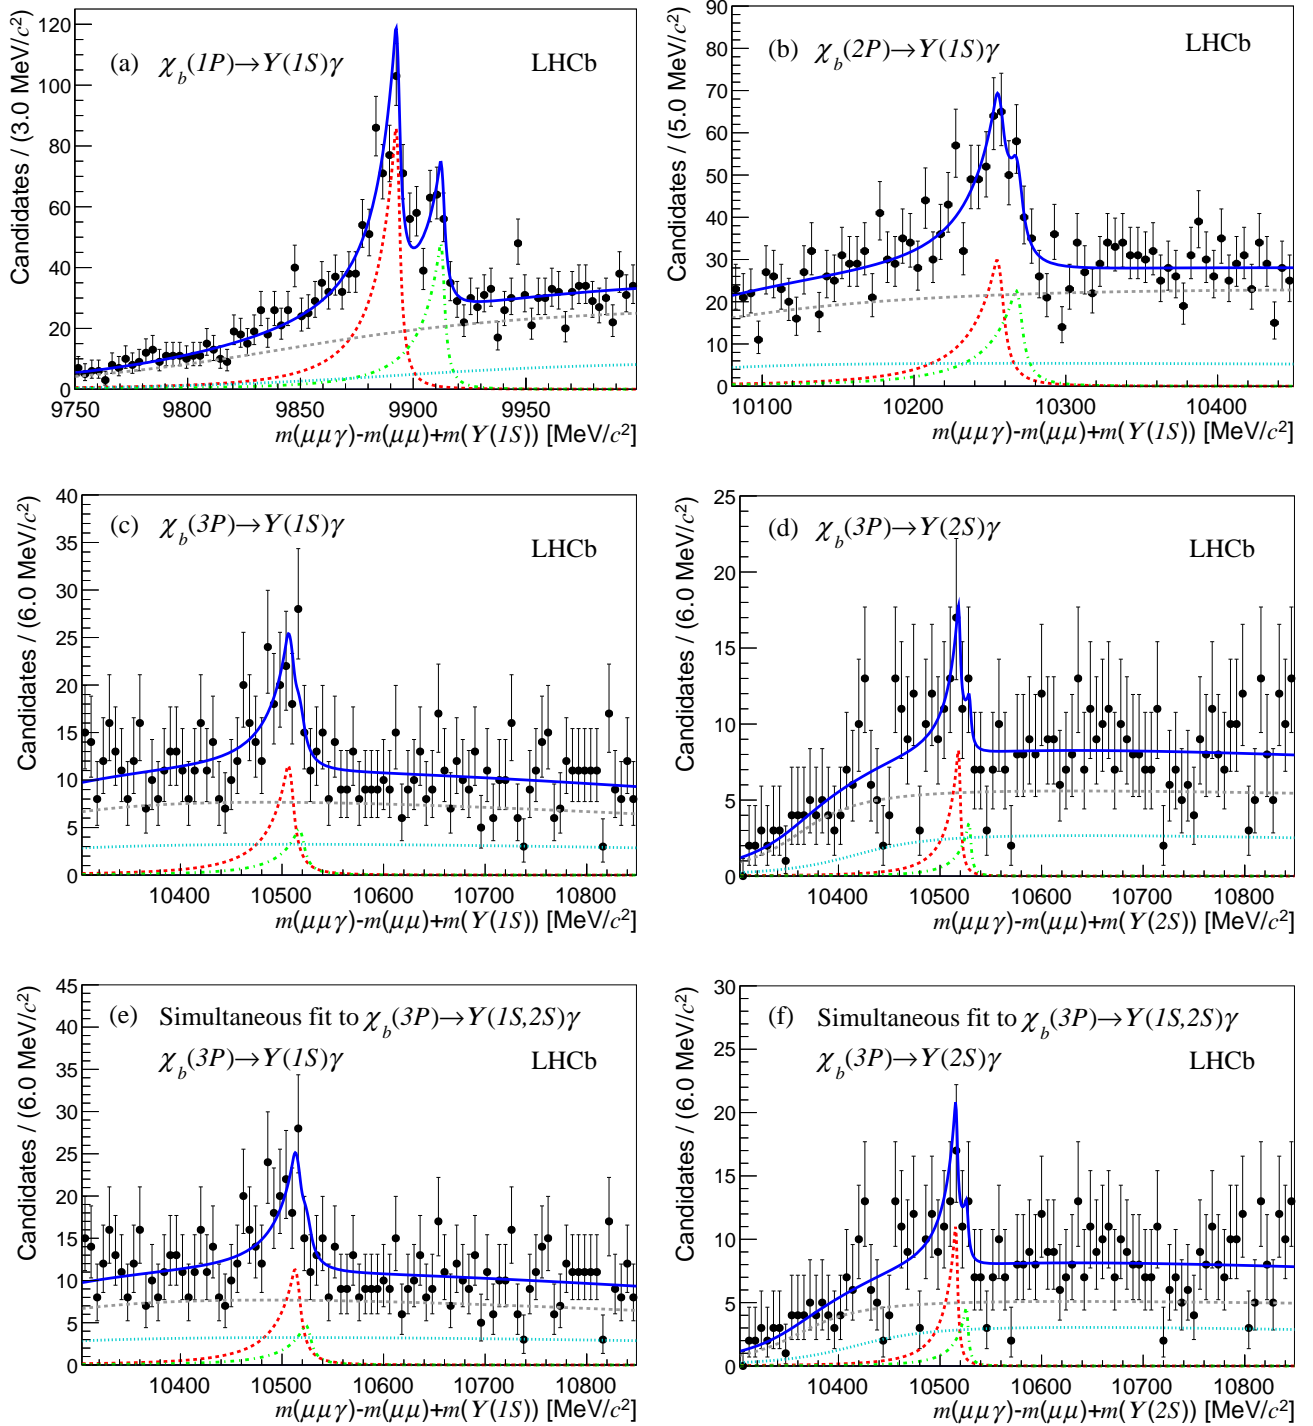 (a) χb(1P)→Υ(1S)γ LHCb
Candidates / (3.0 MeV/c²)
120
100
80
60
40
20
0
9750 9800 9850 9900 9950
m(μμγ)-m(μμ)+m(Υ(1S)) [MeV/c²]
(b) χb(2P)→Υ(1S)γ LHCb
Candidates / (5.0 MeV/c²)
90
80
70
60
50
40
30
20
10
0
10100 10200 10300 10400
m(μμγ)-m(μμ)+m(Υ(1S)) [MeV/c²]
(c) χb(3P)→Υ(1S)γ
LHCb
Candidates / (6.0 MeV/c²)
40
35
30
25
20
15
10
5
0
10400 10500 10600 10700 10800
m(μμγ)-m(μμ)+m(Υ(1S)) [MeV/c²]
(d) χb(3P)→Υ(2S)γ
LHCb
Candidates / (6.0 MeV/c²)
25
20
15
10
5
0
10400 10500 10600 10700 10800
m(μμγ)-m(μμ)+m(Υ(2S)) [MeV/c²]
(e) Simultaneous fit to χb(3P)→Υ(1S,2S)γ
χb(3P)→Υ(1S)γ LHCb
Candidates / (6.0 MeV/c²)
45
40
35
30
25
20
15
10
5
0
10400 10500 10600 10700 10800
m(μμγ)-m(μμ)+m(Υ(1S)) [MeV/c²]
(f) Simultaneous fit to χb(3P)→Υ(1S,2S)γ
χb(3P)→Υ(2S)γ LHCb
Candidates / (6.0 MeV/c²)
30
25
20
15
10
5
0
10400 10500 10600 10700 10800
m(μμγ)-m(μμ)+m(Υ(2S)) [MeV/c²]